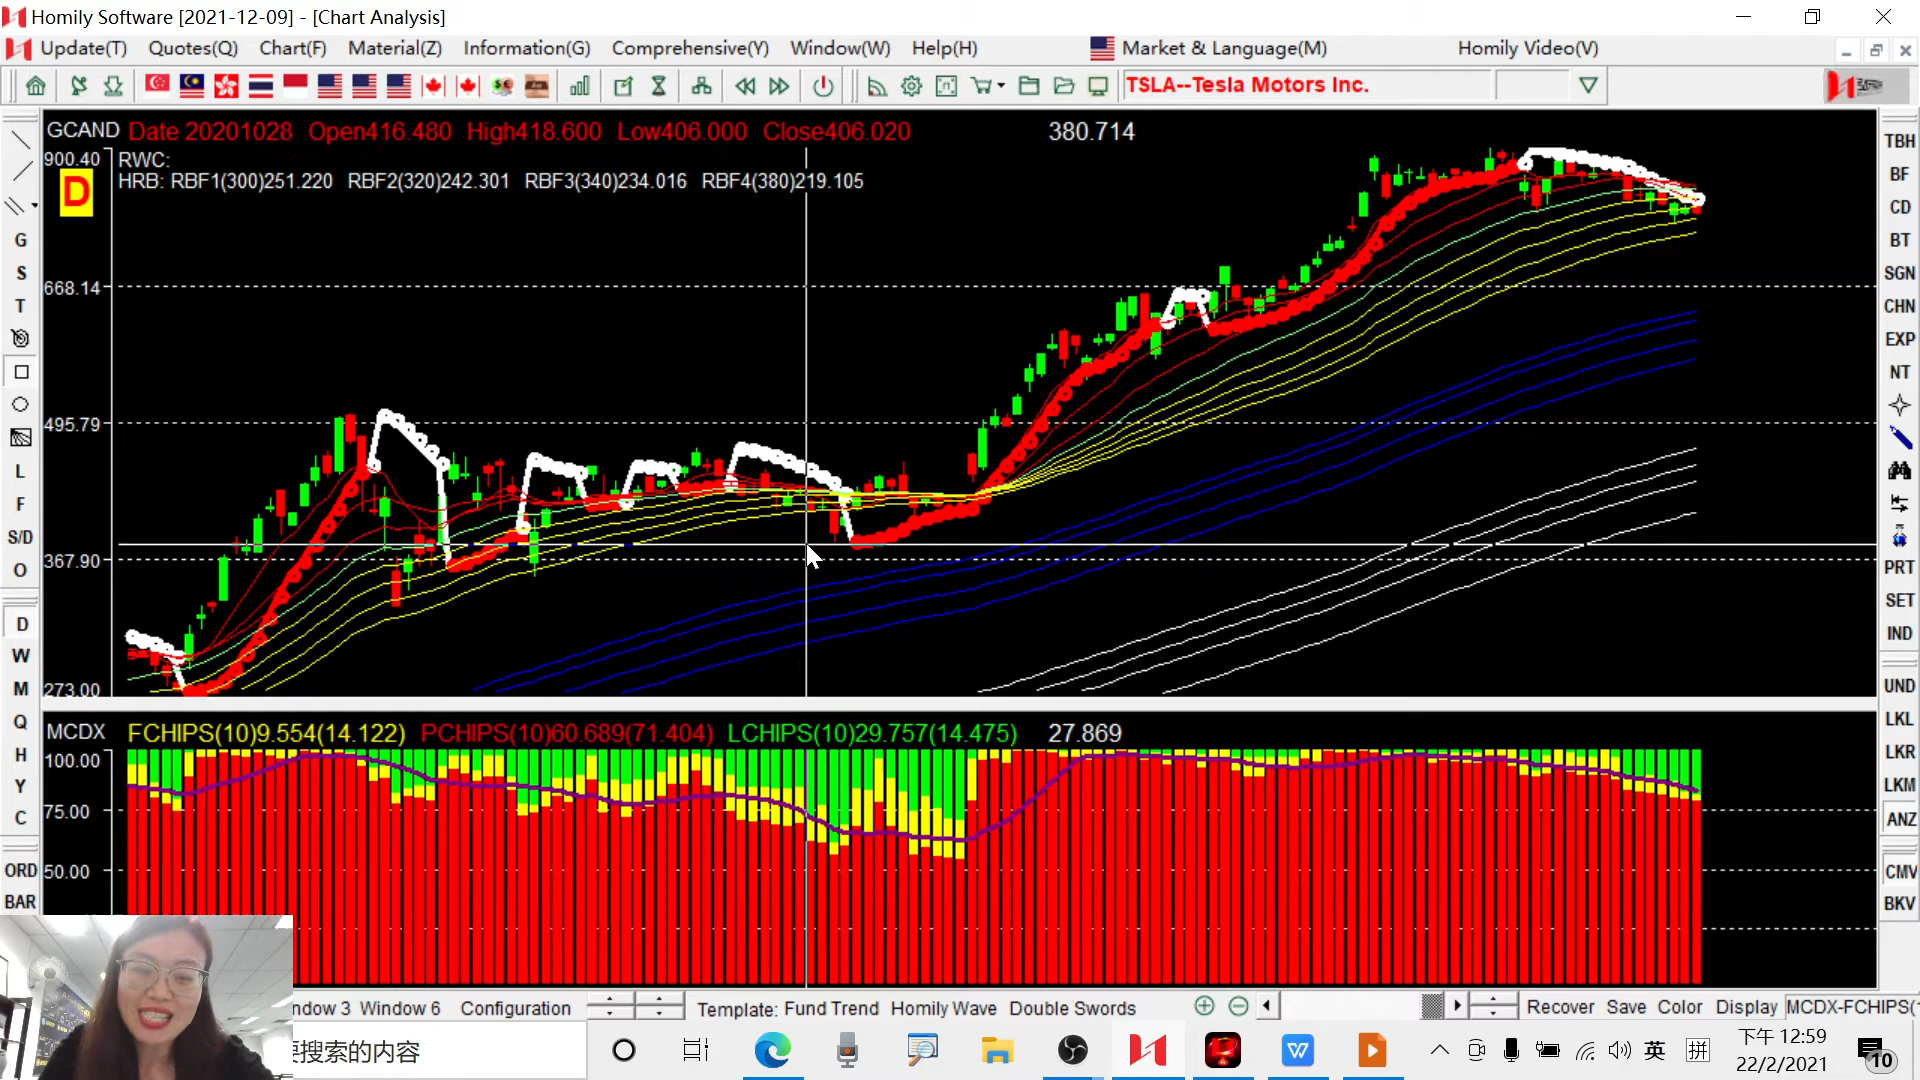 Homily Software [2021-12-09] - [Chart Analysis]
Update(T) Quotes(Q) Chart(F) Material(Z) Information(G) Comprehensive(Y) Window(W) Help(H) Market & Language(M) Homily Video(V)
TSLA--Tesla Motors Inc.
GCAND Date 20201028 Open416.480 High418.600 Low406.000 Close406.020 380.714
900.40 RWC:
D HRB: RBF1(300)251.220 RBF2(320)242.301 RBF3(340)234.016 RBF4(380)219.105
668.14
495.79
367.90
273.00
MCDX FCHIPS(10)9.554(14.122) PCHIPS(10)60.689(71.404) LCHIPS(10)29.757(14.475) 27.869
100.00
75.00
50.00
G
S
T
L
F
S/D
O
D
W
M
Q
H
Y
C
ORD
BAR
TBH
BF
CD
BT
SGN
CHN
EXP
NT
PRT
SET
IND
UND
LKL
LKR
LKM
ANZ
CMV
BKV
ndow 3 Window 6 Configuration Template: Fund Trend Homily Wave Double Swords Recover Save Color Display MCDX-FCHIPS(
搜索的内容 英 拼 下午 12:59
22/2/2021 10